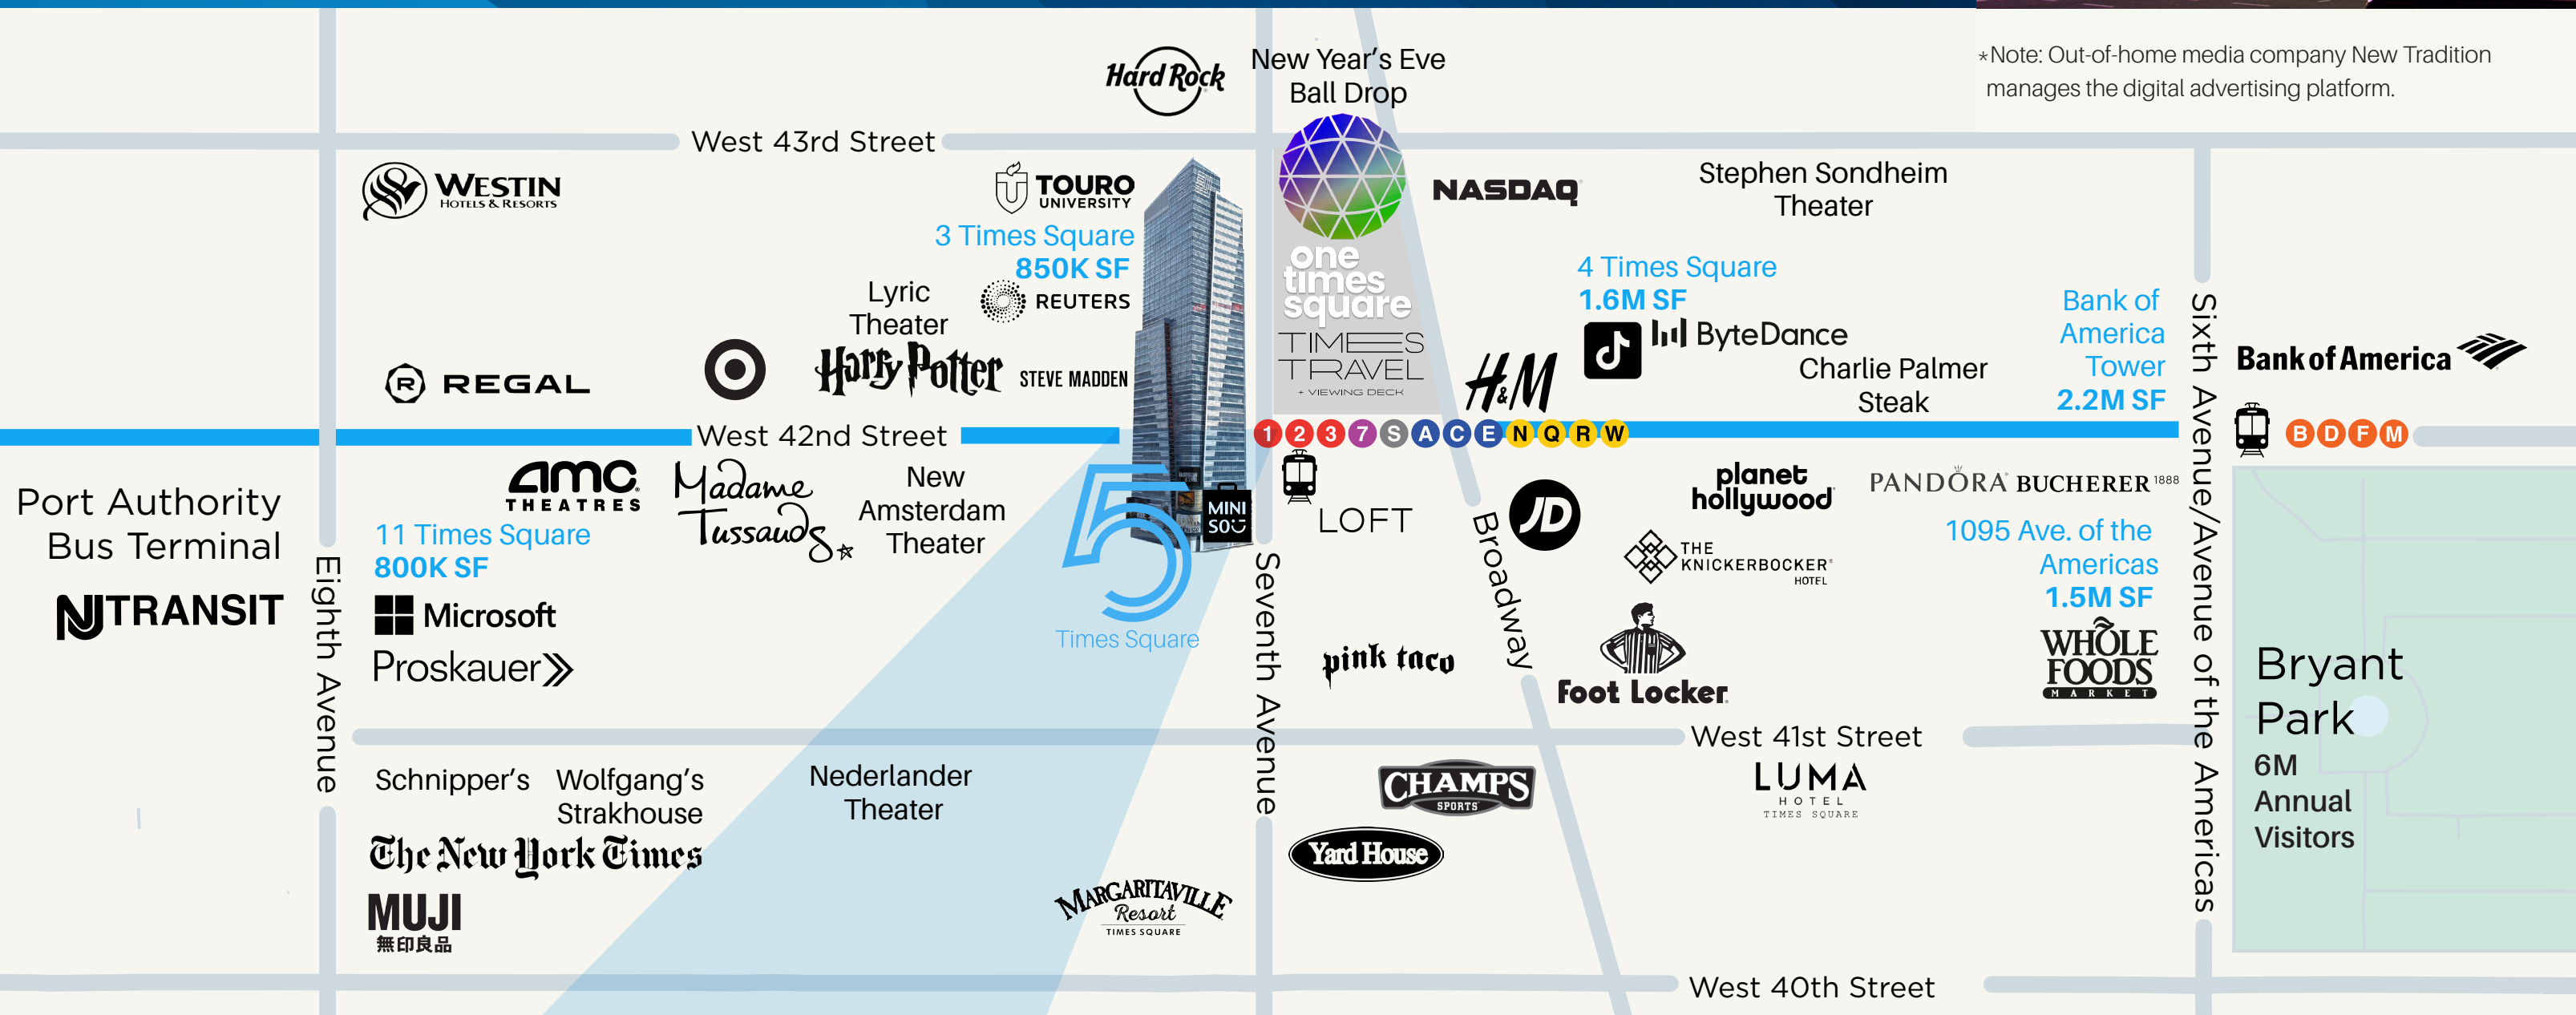 *Note: Out-of-home media company New Tradition
manages the digital advertising platform.
Hard Rock
New Year's Eve
Ball Drop
West 43rd Street
WESTIN
HOTELS & RESORTS
TOURO
UNIVERSITY
3 Times Square
850K SF
REUTERS
Lyric
Theater
Harry Potter
STEVE MADDEN
R REGAL
one
times
square
TIMES
TRAVEL
+ VIEWING DECK
NASDAQ
Stephen Sondheim
Theater
4 Times Square
1.6M SF
ByteDance
H&M
Charlie Palmer
Steak
Bank of
America
Tower
2.2M SF
Bank of America
West 42nd Street
1 2 3 7 S A C E N Q R W
B D F M
Port Authority
Bus Terminal
NJ TRANSIT
Eighth Avenue
amc
THEATRES
11 Times Square
800K SF
Microsoft
Proskauer
Madame
Tussauds
New
Amsterdam
Theater
5
Times Square
MINI
SO
Seventh Avenue
LOFT
pink taco
Broadway
JD
planet
hollywood
THE
KNICKERBOCKER
HOTEL
Foot Locker
PANDORA
BUCHERER 1888
1095 Ave. of the
Americas
1.5M SF
WHOLE
FOODS
MARKET
Sixth Avenue/Avenue of the Americas
Bryant
Park
6M
Annual
Visitors
West 41st Street
Schnipper's
Wolfgang's
Strakhouse
The New York Times
MUJI
無印良品
Nederlander
Theater
MARGARITAVILLE
Resort
TIMES SQUARE
CHAMPS
SPORTS
Yard House
LUMA
HOTEL
TIMES SQUARE
West 40th Street